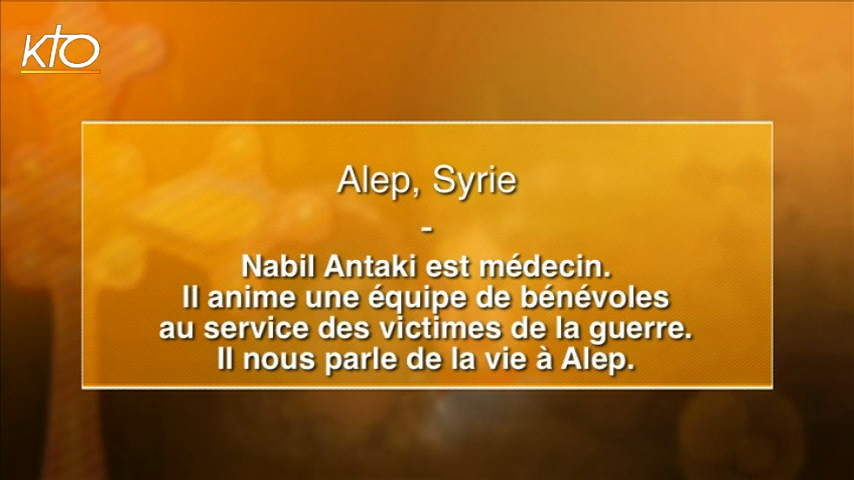 KTO
Alep, Syrie
-
Nabil Antaki est médecin.
Il anime une équipe de bénévoles
au service des victimes de la guerre.
Il nous parle de la vie à Alep.